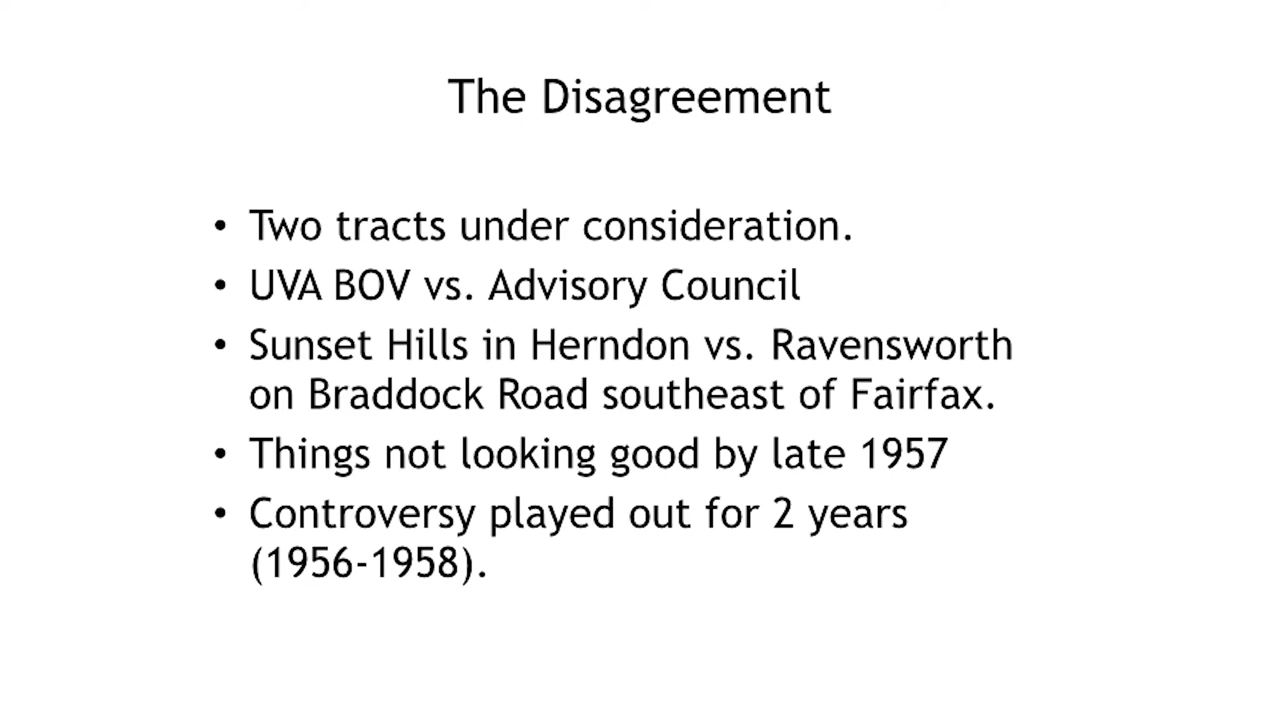 The Disagreement
• Two tracts under consideration.
• UVA BOV vs. Advisory Council
• Sunset Hills in Herndon vs. Ravensworth
on Braddock Road southeast of Fairfax.
• Things not looking good by late 1957
• Controversy played out for 2 years
(1956-1958).